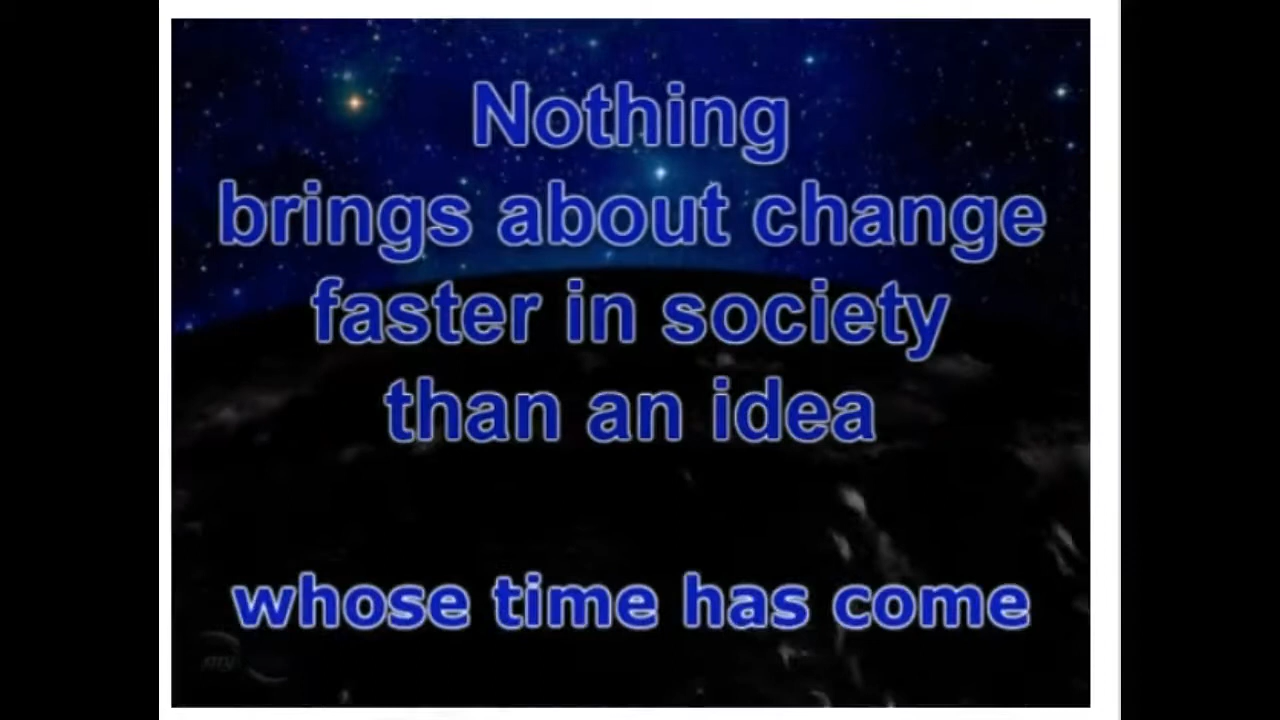 Nothing
brings about change
faster in society
than an idea
whose time has come